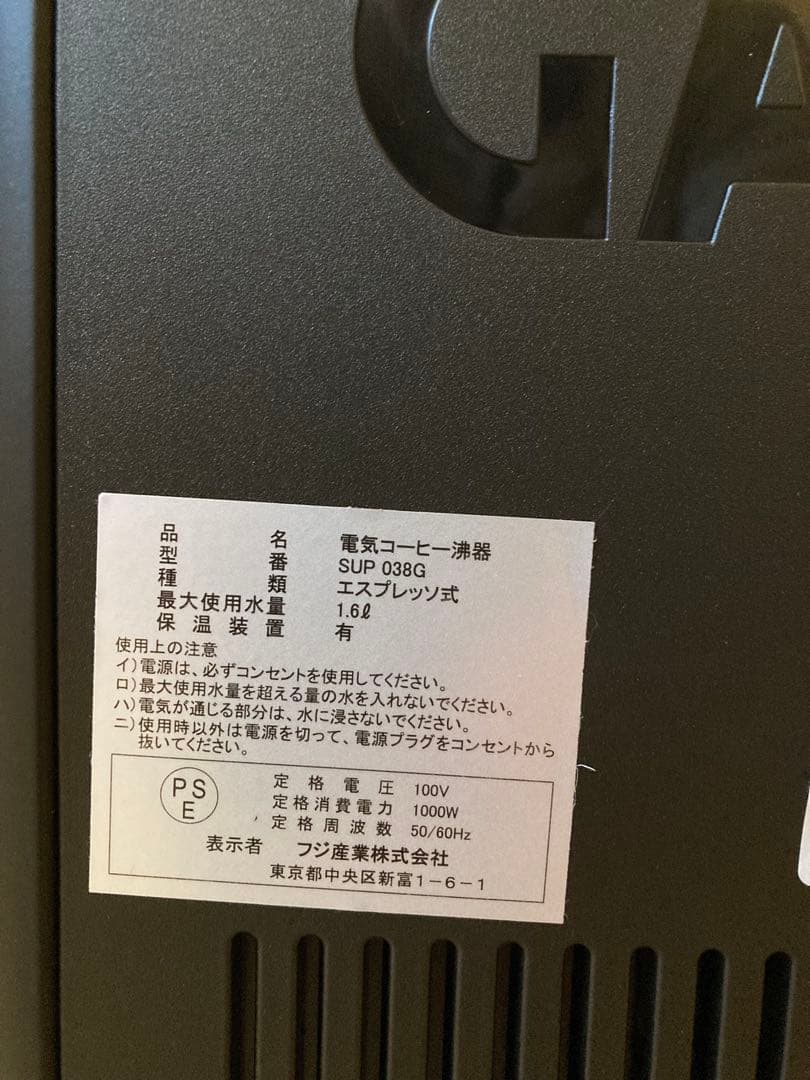 GA
品名 電気コーヒー沸器
型番 SUP 038G
種類 エスプレッソ式
最大使用水量 1.6ℓ
保温装置 有
使用上の注意
イ)電源は、必ずコンセントを使用してください。
ロ)最大使用水量を超える量の水を入れないでください。
ハ)電気が通じる部分は、水に浸さないでください。
ニ)使用時以外は電源を切って、電源プラグをコンセントから
抜いてください。
PS
E
定格電圧 100V
定格消費電力 1000W
定格周波数 50/60Hz
表示者 フジ産業株式会社
東京都中央区新富1-6-1